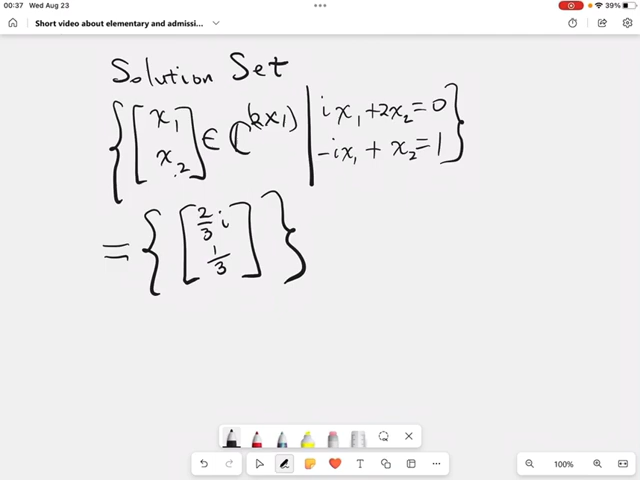 00:37 Wed Aug 23
39%
Short video about elementary and admissi...
Solution Set
{ [ x₁ x₂ ] ∈ ℂ^(2x1) | ix₁ + 2x₂ = 0
-ix₁ + x₂ = 1 }
= { [ 2/3 i
1/3 ] }
T
100%